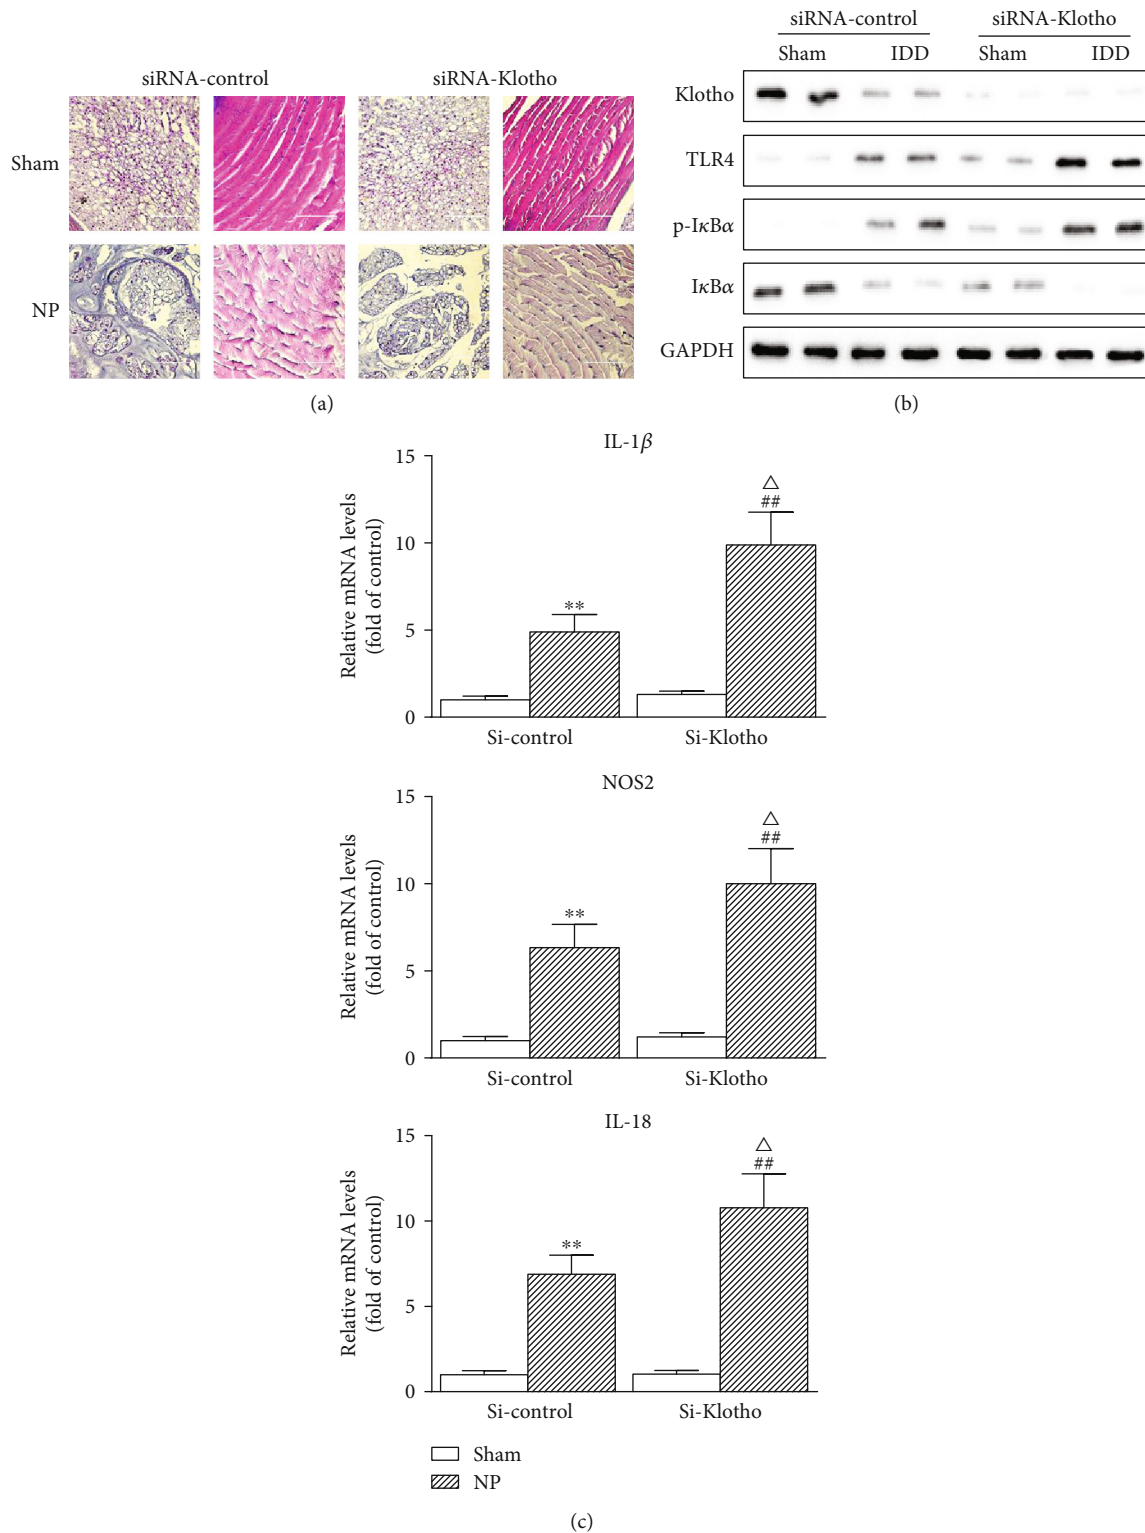 siRNA-control siRNA-Klotho
Sham
NP
(a)
siRNA-control siRNA-Klotho
Sham IDD Sham IDD
Klotho
TLR4
p-IκBα
IκBα
GAPDH
(b)
IL-1β
Relative mRNA levels
(fold of control)
15
10
5
0
**
△
##
Si-control Si-Klotho
NOS2
Relative mRNA levels
(fold of control)
15
10
5
0
**
△
##
Si-control Si-Klotho
IL-18
Relative mRNA levels
(fold of control)
15
10
5
0
**
△
##
Si-control Si-Klotho
Sham
NP
(c)